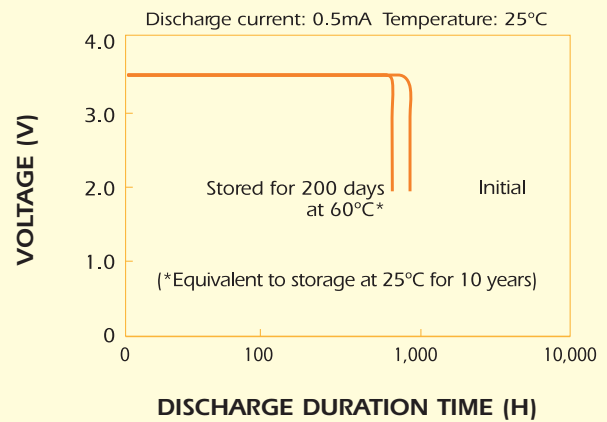 Discharge current: 0.5mA Temperature: 25°C
4.0
3.0
2.0
1.0
0
VOLTAGE (V)
Stored for 200 days
at 60°C*
Initial
(*Equivalent to storage at 25°C for 10 years)
0
100
1,000
10,000
DISCHARGE DURATION TIME (H)